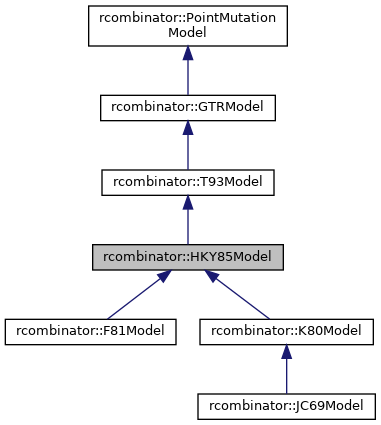 rcombinator::PointMutation
Model
rcombinator::GTRModel
rcombinator::T93Model
rcombinator::HKY85Model
rcombinator::F81Model
rcombinator::K80Model
rcombinator::JC69Model